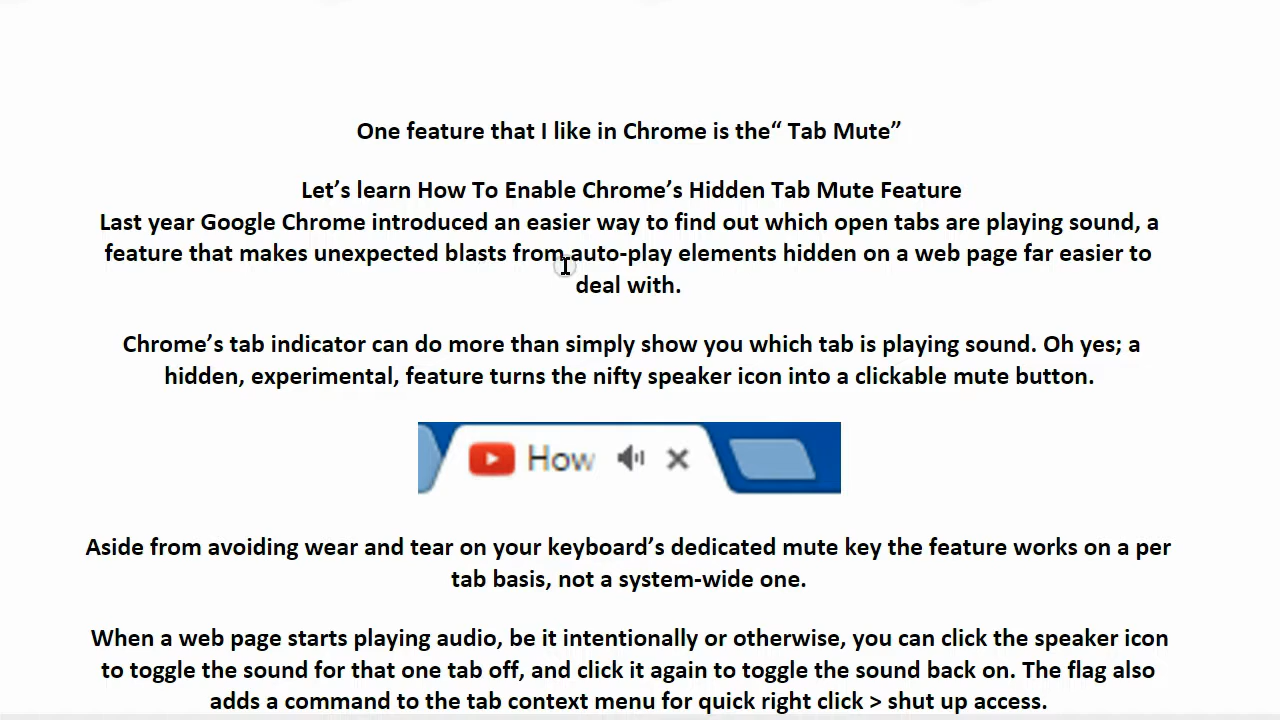 One feature that I like in Chrome is the“ Tab Mute”
Let’s learn How To Enable Chrome’s Hidden Tab Mute Feature
Last year Google Chrome introduced an easier way to find out which open tabs are playing sound, a
feature that makes unexpected blasts from auto-play elements hidden on a web page far easier to
deal with.
Chrome’s tab indicator can do more than simply show you which tab is playing sound. Oh yes; a
hidden, experimental, feature turns the nifty speaker icon into a clickable mute button.
How
Aside from avoiding wear and tear on your keyboard’s dedicated mute key the feature works on a per
tab basis, not a system-wide one.
When a web page starts playing audio, be it intentionally or otherwise, you can click the speaker icon
to toggle the sound for that one tab off, and click it again to toggle the sound back on. The flag also
adds a command to the tab context menu for quick right click > shut up access.